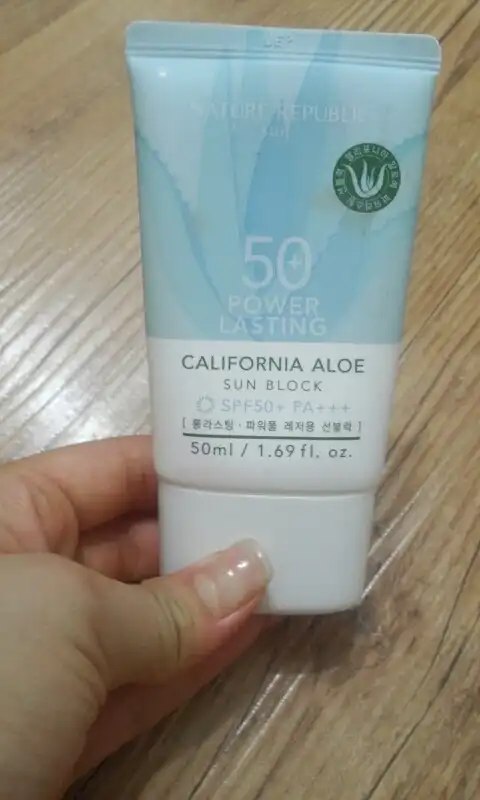 NATURE REPUBLIC
50+
POWER
LASTING
CALIFORNIA ALOE
SUN BLOCK
SPF50+ PA+++
[ 롱라스팅 · 파워풀 레저용 선블럭 ]
50ml / 1.69 fl. oz.